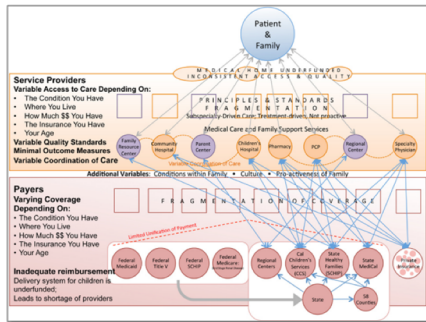 Patient
&
Family
MEDICAL HOME UNDERFUNDED
INCONSISTENT ACCESS & QUALITY
Service Providers
Variable Access to Care Depending On:
• The Condition You Have
• Where You Live
• How Much $$ You Have
• The Insurance You Have
• Your Age
Variable Quality Standards
Minimal Outcome Measures
Variable Coordination of Care
PRINCIPLES & STANDARDS
FRAGMENTATION
Subspecialty-Driven Care; Treatment-driven; Not proactive
Medical Care and Family Support Services
Family
Resource
Center
Community
Hospital
Parent
Center
Children's
Hospital
Pharmacy
PCP
Regional
Center
Specialty
Physician
Variable Coordination of Care
Additional Variables: Conditions within Family • Culture • Pro-activeness of Family
Payers
Varying Coverage
Depending On:
• The Condition You Have
• Where You Live
• How Much $$ You Have
• The Insurance You Have
• Your Age
Inadequate reimbursement
Delivery system for children is
underfunded;
Leads to shortage of providers
FRAGMENTATION OF COVERAGE
Limited Unification of Payment
Federal
Medicaid
Federal
Title V
Federal
SCHIP
Federal
Medicare
Regional
Centers
Cal
Children's
Services
(CCS)
State
Healthy
Families
(SCHIP)
State
MediCal
Private
Insurance
State
58
Counties